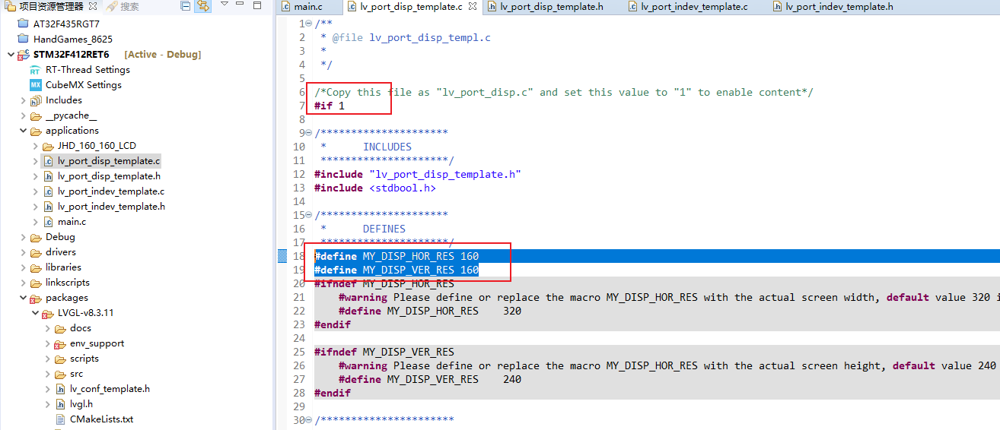 项目资源管理器
搜索
AT32F435RGT7
HandGames_8625
STM32F412RET6 [Active - Debug]
RT-Thread Settings
CubeMX Settings
Includes
__pycache__
applications
JHD_160_160_LCD
lv_port_disp_template.c
lv_port_disp_template.h
lv_port_indev_template.c
lv_port_indev_template.h
main.c
Debug
drivers
libraries
linkscripts
packages
LVGL-v8.3.11
docs
env_support
scripts
src
lv_conf_template.h
lvgl.h
CMakeLists.txt
main.c
lv_port_disp_template.c
lv_port_disp_template.h
lv_port_indev_template.c
lv_port_indev_template.h
1 /**
2 * @file lv_port_disp_templ.c
3 *
4 */
5
6 /*Copy this file as "lv_port_disp.c" and set this value to "1" to enable content*/
7 #if 1
8
9 /*********************
10 * INCLUDES
11 *********************/
12 #include "lv_port_disp_template.h"
13 #include <stdbool.h>
14
15 /*********************
16 * DEFINES
17 *********************/
18 #define MY_DISP_HOR_RES 160
19 #define MY_DISP_VER_RES 160
20 #ifndef MY_DISP_HOR_RES
21 #warning Please define or replace the macro MY_DISP_HOR_RES with the actual screen width, default value 320 i
22 #define MY_DISP_HOR_RES 320
23 #endif
24
25 #ifndef MY_DISP_VER_RES
26 #warning Please define or replace the macro MY_DISP_HOR_RES with the actual screen height, default value 240
27 #define MY_DISP_VER_RES 240
28 #endif
29
30 /**********************